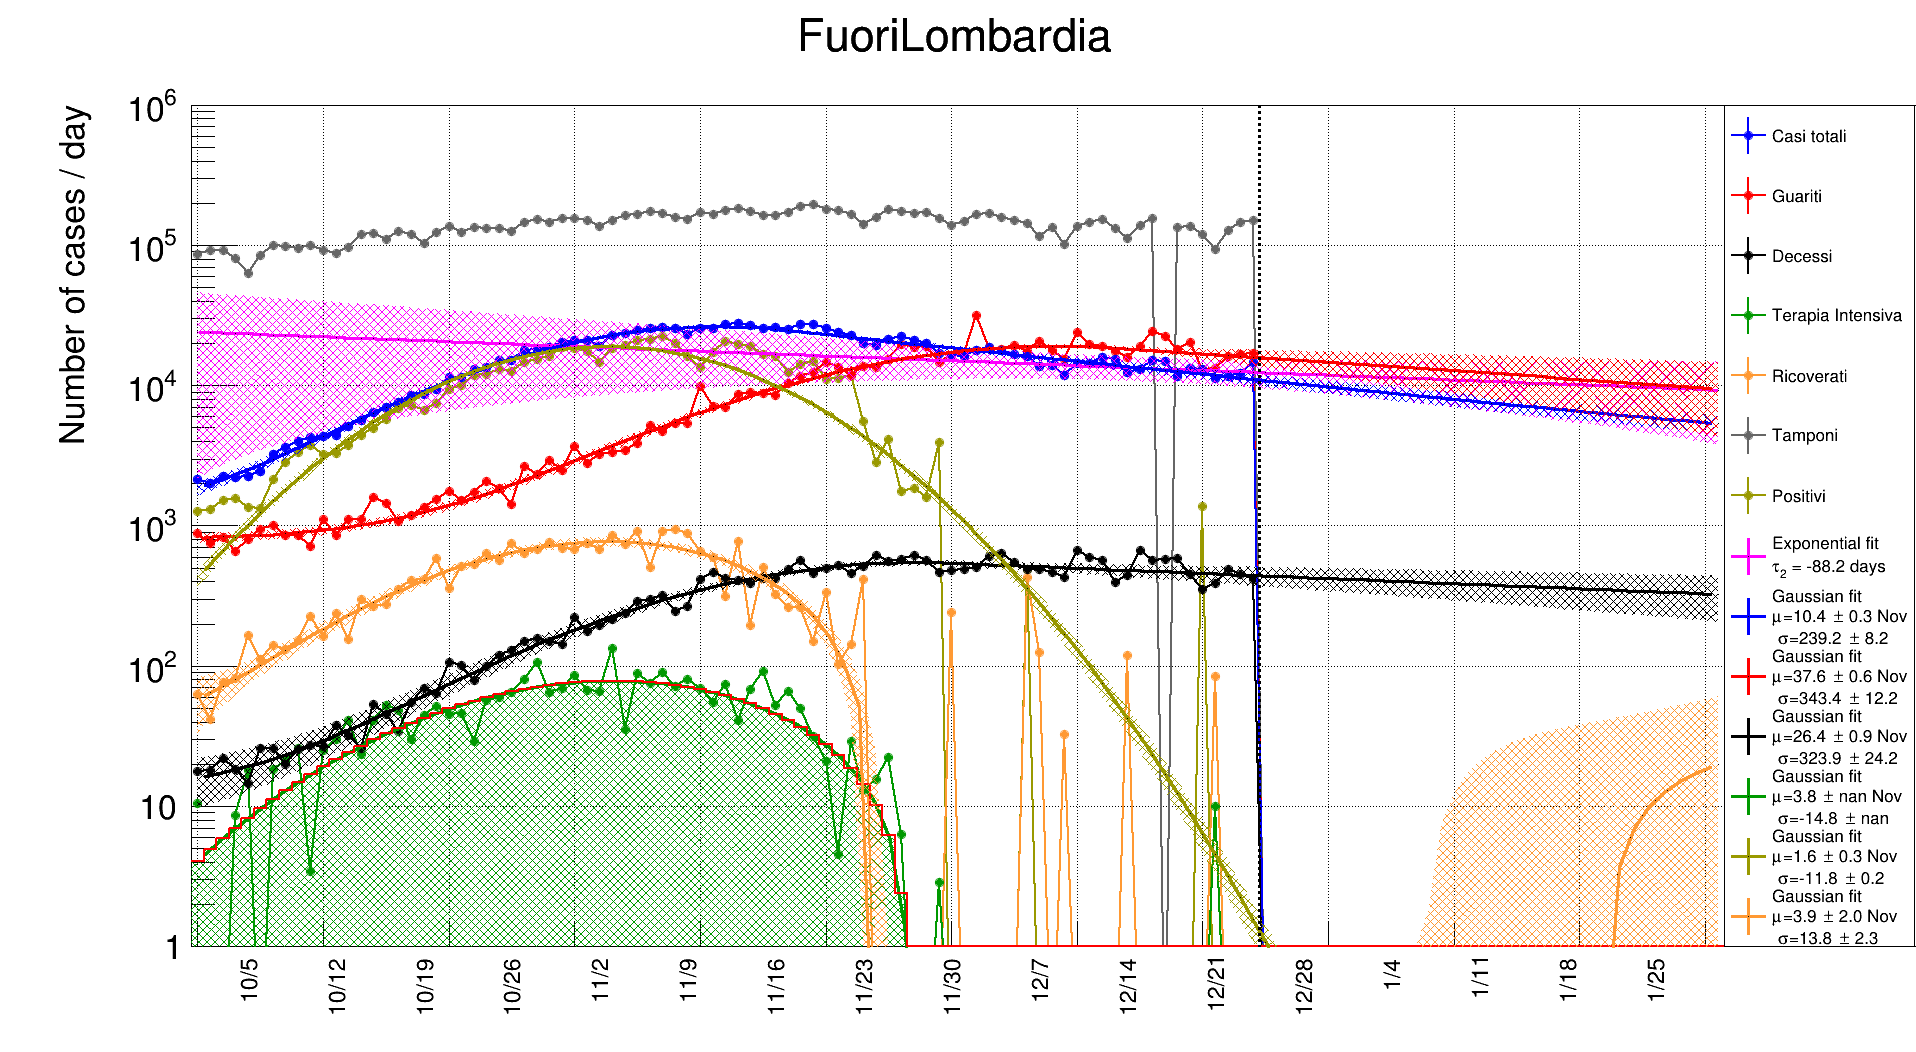 FuoriLombardia
Number of cases / day
10^6
10^5
10^4
10^3
10^2
10
1
10/5
10/12
10/19
10/26
11/2
11/9
11/16
11/23
11/30
12/7
12/14
12/21
12/28
1/4
1/11
1/18
1/25
Casi totali
Guariti
Decessi
Terapia Intensiva
Ricoverati
Tamponi
Positivi
Exponential fit
τ₂ = -88.2 days
Gaussian fit
μ=10.4 ± 0.3 Nov
σ=239.2 ± 8.2
Gaussian fit
μ=37.6 ± 0.6 Nov
σ=343.4 ± 12.2
Gaussian fit
μ=26.4 ± 0.9 Nov
σ=323.9 ± 24.2
Gaussian fit
μ=3.8 ± nan Nov
σ=-14.8 ± nan
Gaussian fit
μ=1.6 ± 0.3 Nov
σ=-11.8 ± 0.2
Gaussian fit
μ=3.9 ± 2.0 Nov
σ=13.8 ± 2.3